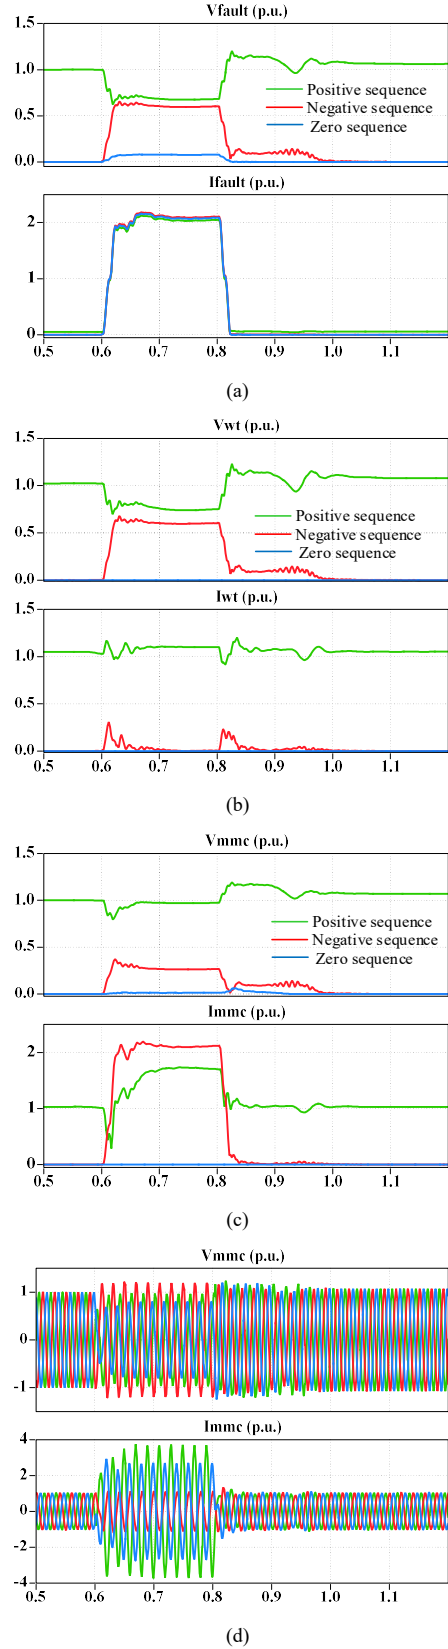 Vfault (p.u.)
1.5
1.0
0.5
0.0
Positive sequence
Negative sequence
Zero sequence
Ifault (p.u.)
2
1
0
0.5 0.6 0.7 0.8 0.9 1.0 1.1
(a)
Vwt (p.u.)
1.5
1.0
0.5
0.0
Positive sequence
Negative sequence
Zero sequence
Iwt (p.u.)
1.5
1.0
0.5
0.0
0.5 0.6 0.7 0.8 0.9 1.0 1.1
(b)
Vmmc (p.u.)
1.5
1.0
0.5
0.0
Positive sequence
Negative sequence
Zero sequence
Immc (p.u.)
2
1
0
0.5 0.6 0.7 0.8 0.9 1.0 1.1
(c)
Vmmc (p.u.)
1
0
-1
Immc (p.u.)
4
2
0
-2
-4
0.5 0.6 0.7 0.8 0.9 1.0 1.1
(d)